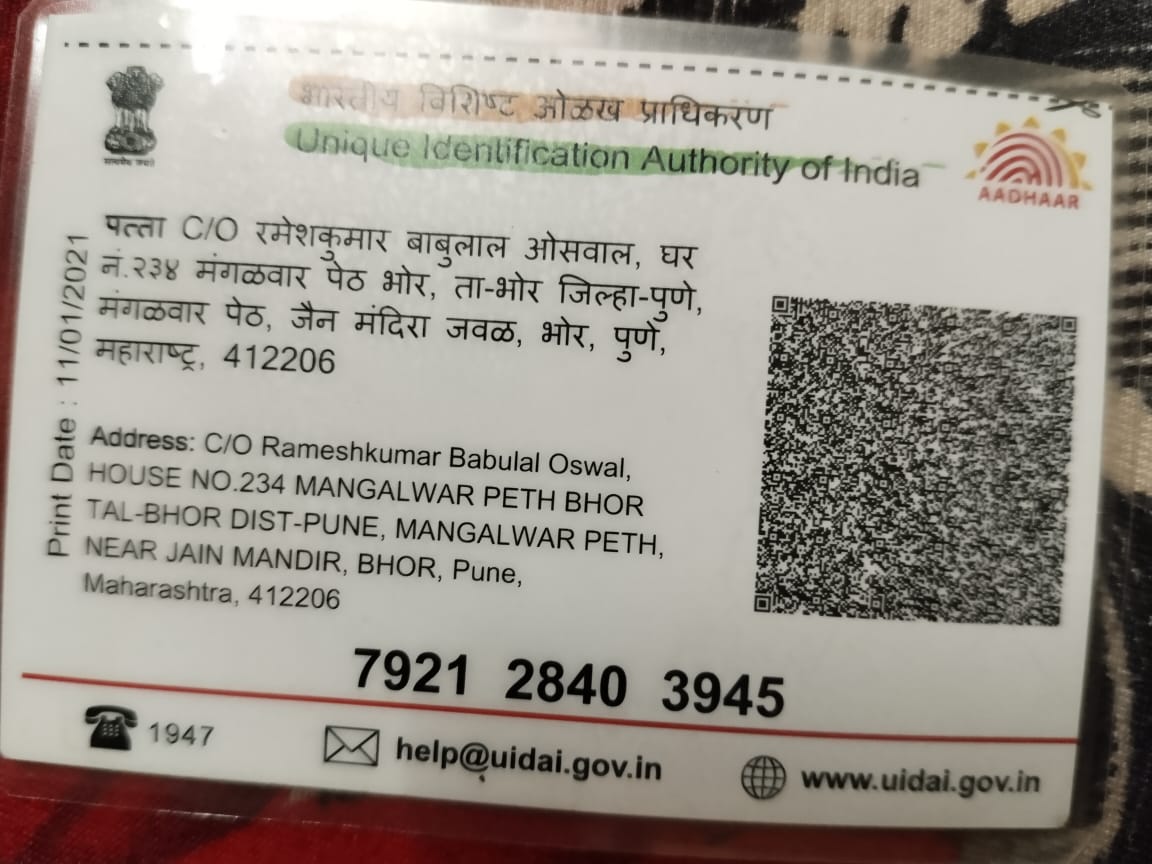 भारतीय विशिष्ट ओळख प्राधिकरण
Unique Identification Authority of India
सत्यमेव जयते
AADHAAR
पत्ता C/O रमेशकुमार बाबुलाल ओसवाल, घर
नं.२३४ मंगळवार पेठ भोर, ता-भोर जिल्हा-पुणे,
मंगळवार पेठ, जैन मंदिरा जवळ, भोर, पुणे,
महाराष्ट्र, 412206
Print Date : 11/01/2021
Address: C/O Rameshkumar Babulal Oswal,
HOUSE NO.234 MANGALWAR PETH BHOR
TAL-BHOR DIST-PUNE, MANGALWAR PETH,
NEAR JAIN MANDIR, BHOR, Pune,
Maharashtra, 412206
7921 2840 3945
1947
help@uidai.gov.in
www.uidai.gov.in